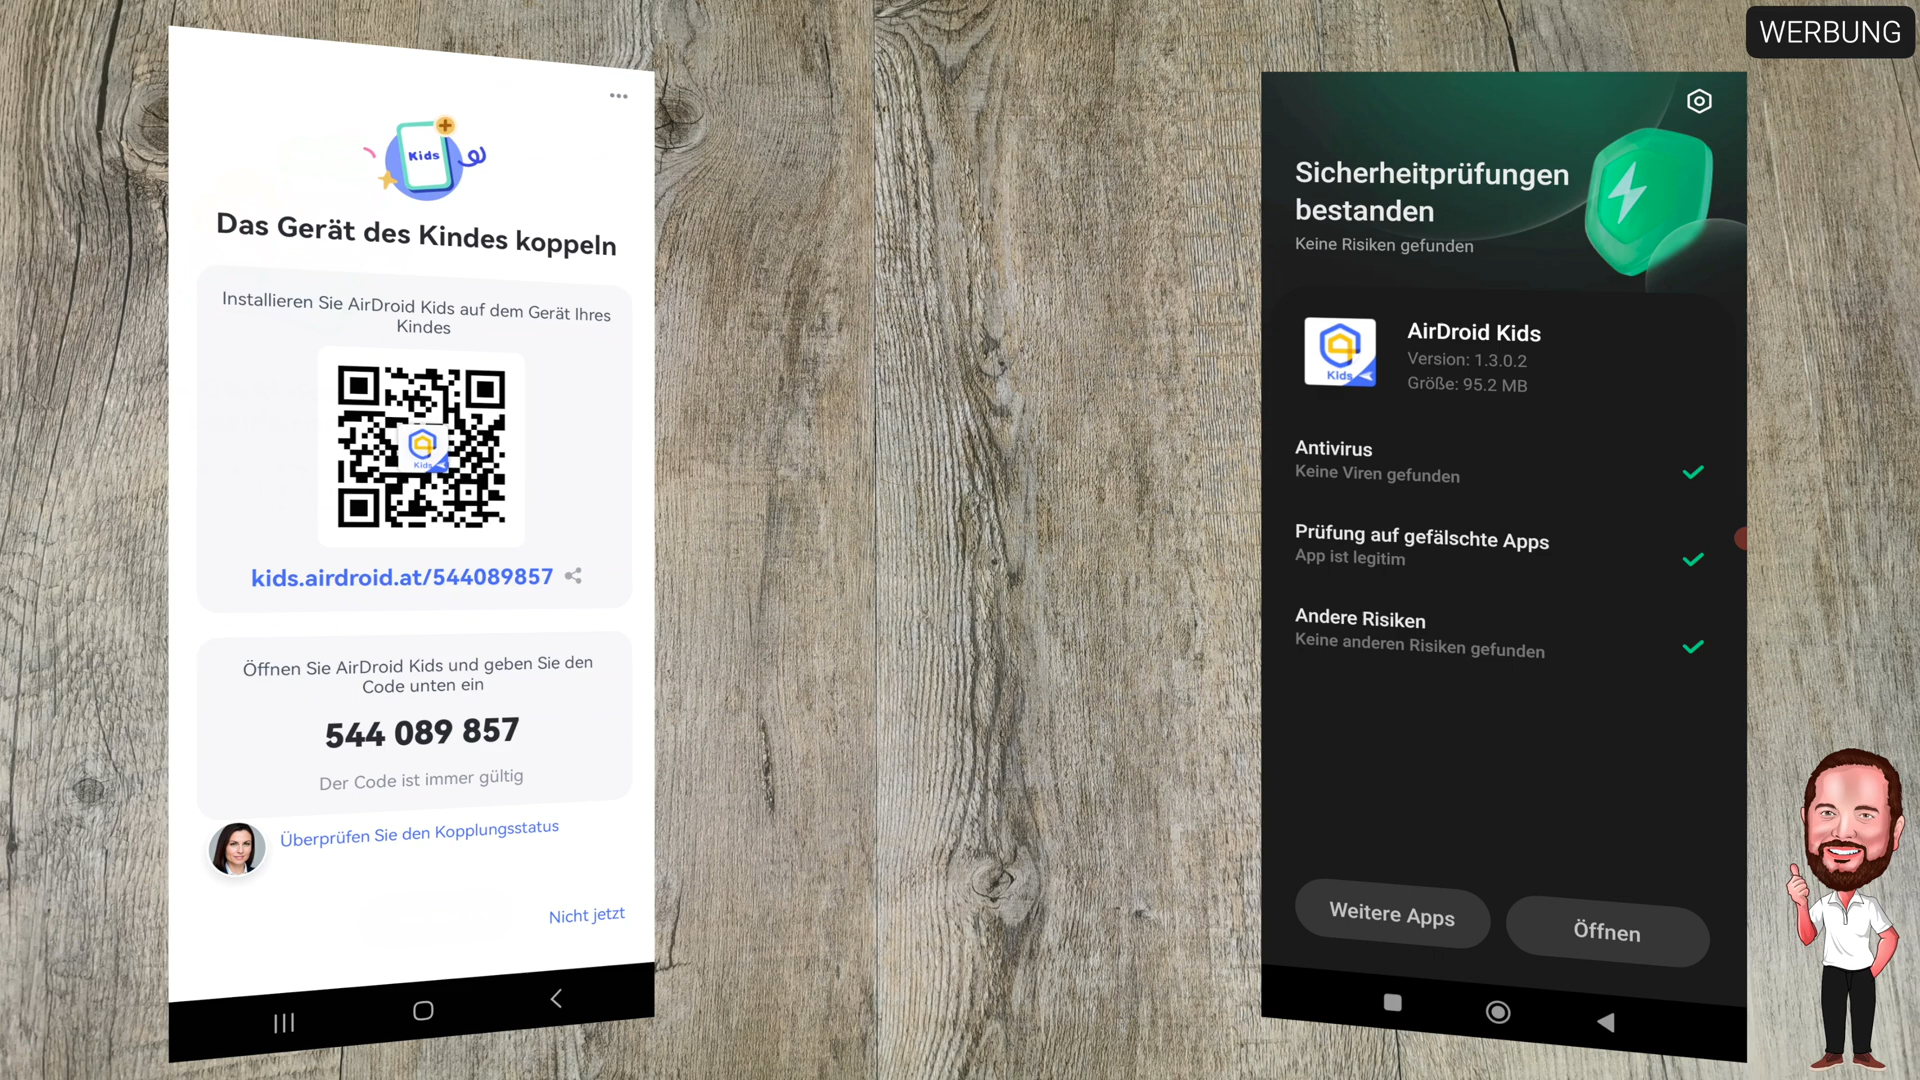 WERBUNG
Kids
Das Gerät des Kindes koppeln
Installieren Sie AirDroid Kids auf dem Gerät Ihres
Kindes
Kids
kids.airdroid.at/544089857
Öffnen Sie AirDroid Kids und geben Sie den
Code unten ein
544 089 857
Der Code ist immer gültig
Überprüfen Sie den Kopplungsstatus
Nicht jetzt
Sicherheitprüfungen
bestanden
Keine Risiken gefunden
Kids
AirDroid Kids
Version: 1.3.0.2
Größe: 95.2 MB
Antivirus
Keine Viren gefunden
Prüfung auf gefälschte Apps
App ist legitim
Andere Risiken
Keine anderen Risiken gefunden
Weitere Apps
Öffnen